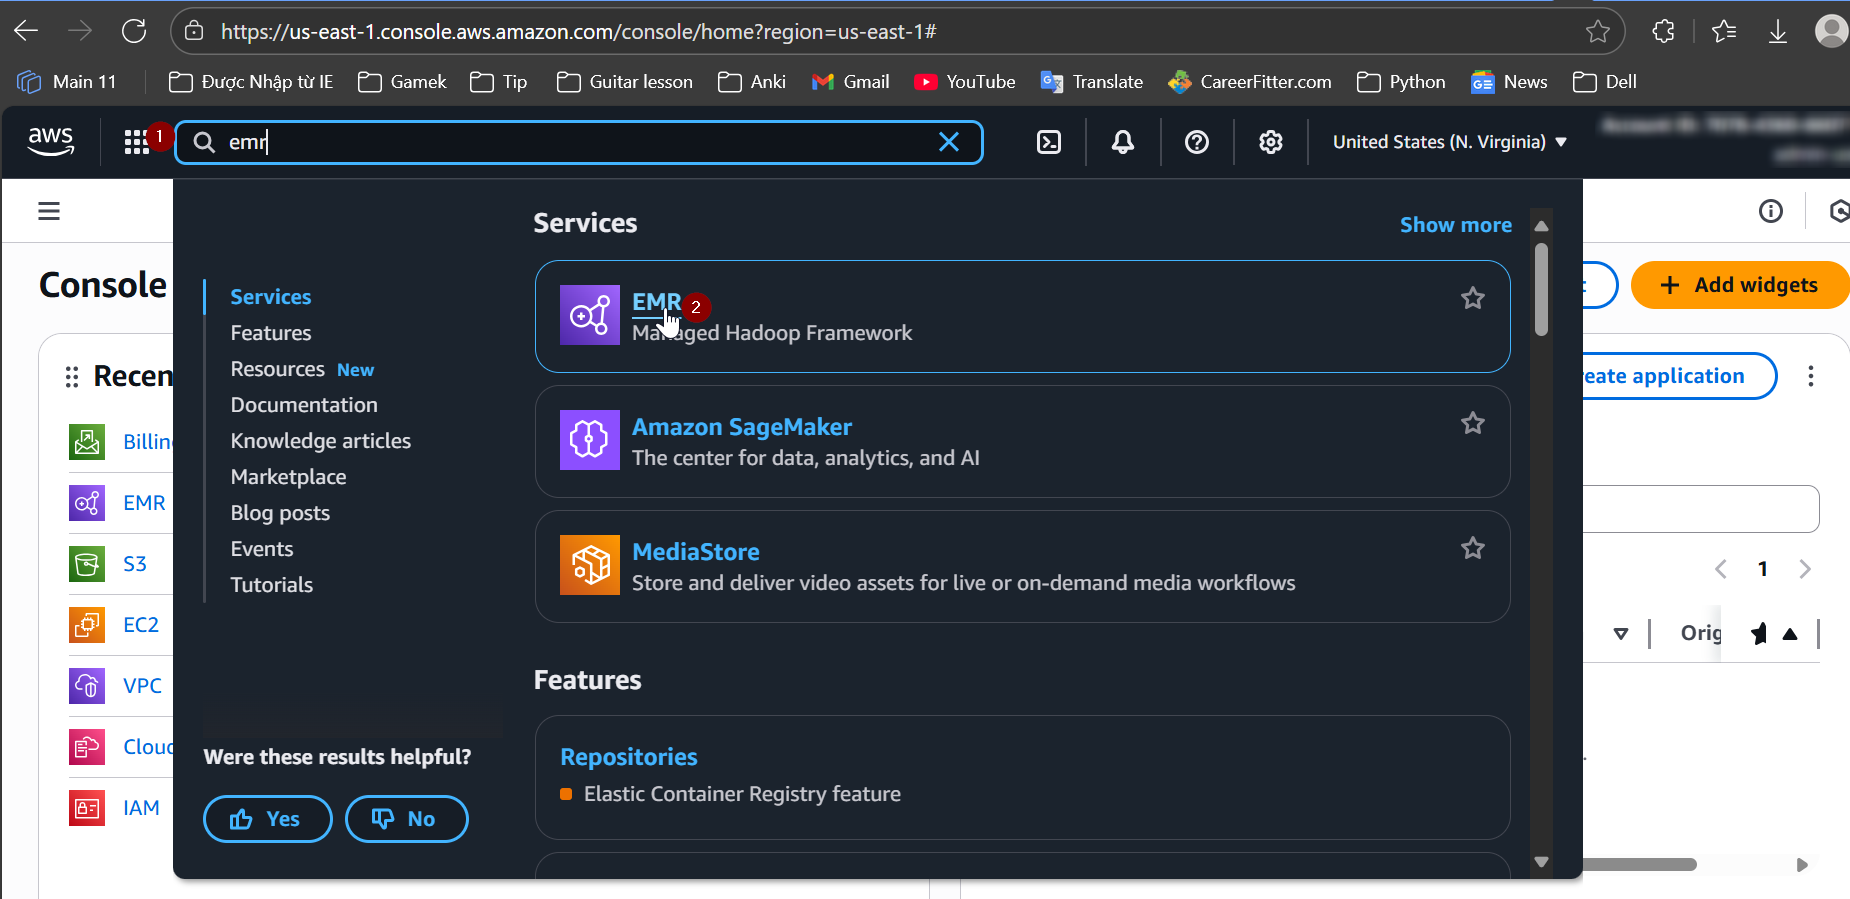 https://us-east-1.console.aws.amazon.com/console/home?region=us-east-1#
Main 11
Được Nhập từ IE
Gamek
Tip
Guitar lesson
Anki
Gmail
YouTube
Translate
CareerFitter.com
Python
News
Dell
aws
1
emr
United States (N. Virginia)
Console
Add widgets
Recen
Billin
EMR
S3
EC2
VPC
Cloud
IAM
Services
Features
Resources New
Documentation
Knowledge articles
Marketplace
Blog posts
Events
Tutorials
Were these results helpful?
Yes
No
Services
Show more
EMR 2
Managed Hadoop Framework
Amazon SageMaker
The center for data, analytics, and AI
MediaStore
Store and deliver video assets for live or on-demand media workflows
Features
Repositories
Elastic Container Registry feature
eate application
1
Orig